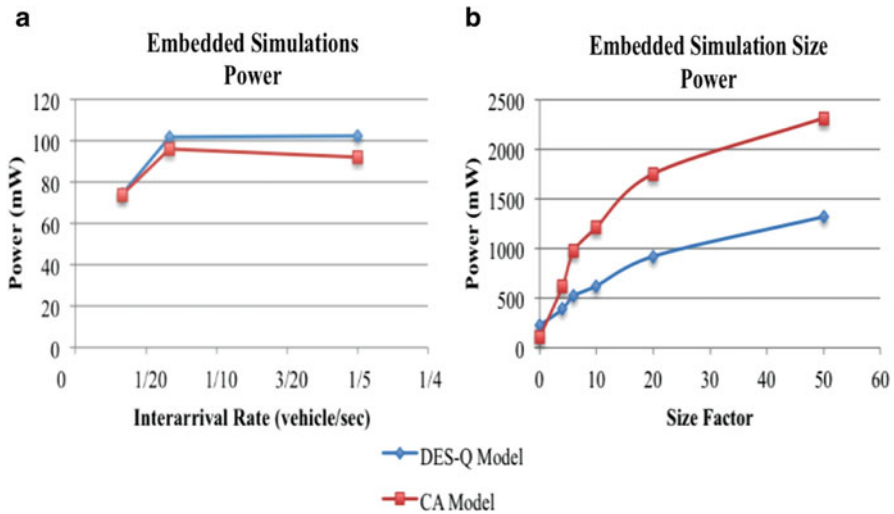 a
Embedded Simulations
Power
Power (mW)
120
100
80
60
40
20
0
0 1/20 1/10 3/20 1/5 1/4
Interarrival Rate (vehicle/sec)
b
Embedded Simulation Size
Power
Power (mW)
2500
2000
1500
1000
500
0
0 10 20 30 40 50 60
Size Factor
DES-Q Model
CA Model